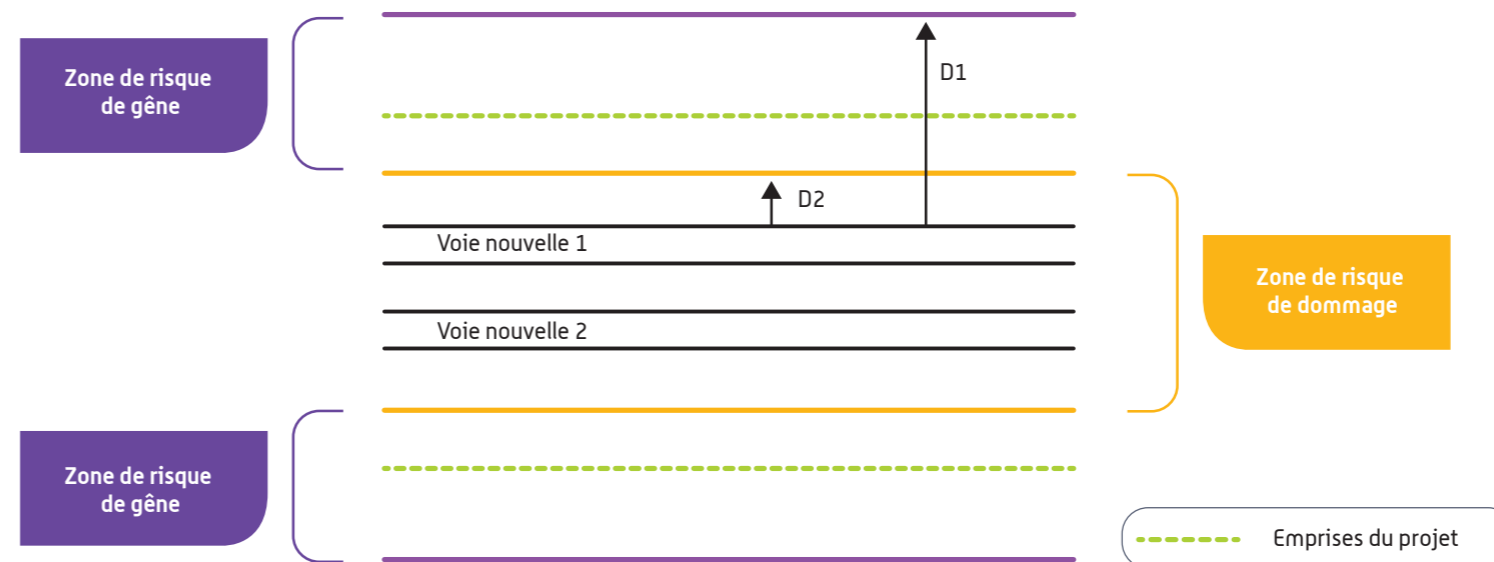 Zone de risque
de gêne
D1
D2
Voie nouvelle 1
Voie nouvelle 2
Zone de risque
de dommage
Zone de risque
de gêne
Emprises du projet